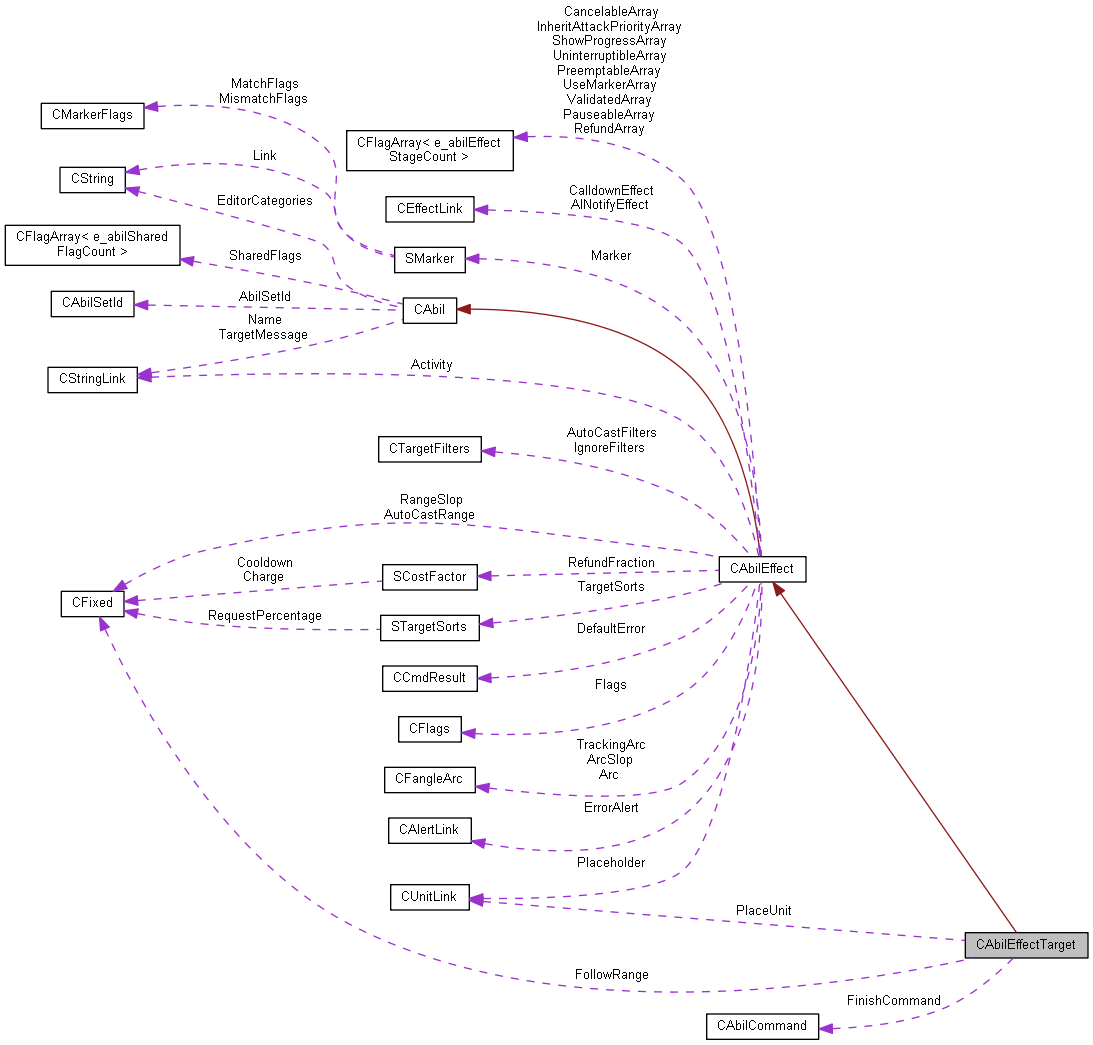 CancelableArray
InheritAttackPriorityArray
ShowProgressArray
UninterruptibleArray
PreemptableArray
UseMarkerArray
ValidatedArray
PauseableArray
RefundArray
MatchFlags
MismatchFlags
CMarkerFlags
CFlagArray< e_abilEffect
StageCount >
Link
CString
EditorCategories
CalldownEffect
AINotifyEffect
CEffectLink
CFlagArray< e_abilShared
FlagCount >
SharedFlags
SMarker
Marker
AbilSetId
CAbilSetId
CAbil
Name
TargetMessage
CStringLink
Activity
CTargetFilters
AutoCastFilters
IgnoreFilters
RangeSlop
AutoCastRange
Cooldown
Charge
SCostFactor
RefundFraction
CAbilEffect
TargetSorts
CFixed
RequestPercentage
STargetSorts
DefaultError
CCmdResult
Flags
CFlags
TrackingArc
ArcSlop
Arc
CFangleArc
ErrorAlert
CAlertLink
Placeholder
CUnitLink
PlaceUnit
CAbilEffectTarget
FollowRange
FinishCommand
CAbilCommand